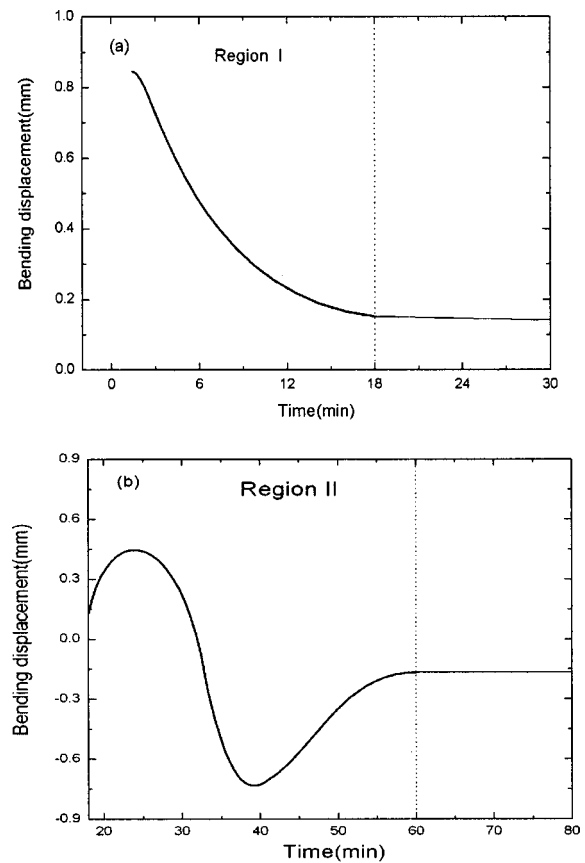 (a)
Region I
1.0
0.8
0.6
0.4
0.2
0.0
Bending displacement(mm)
0 6 12 18 24 30
Time(min)
(b)
Region II
0.9
0.6
0.3
0.0
-0.3
-0.6
-0.9
Bending displacement(mm)
20 30 40 50 60 70 80
Time(min)